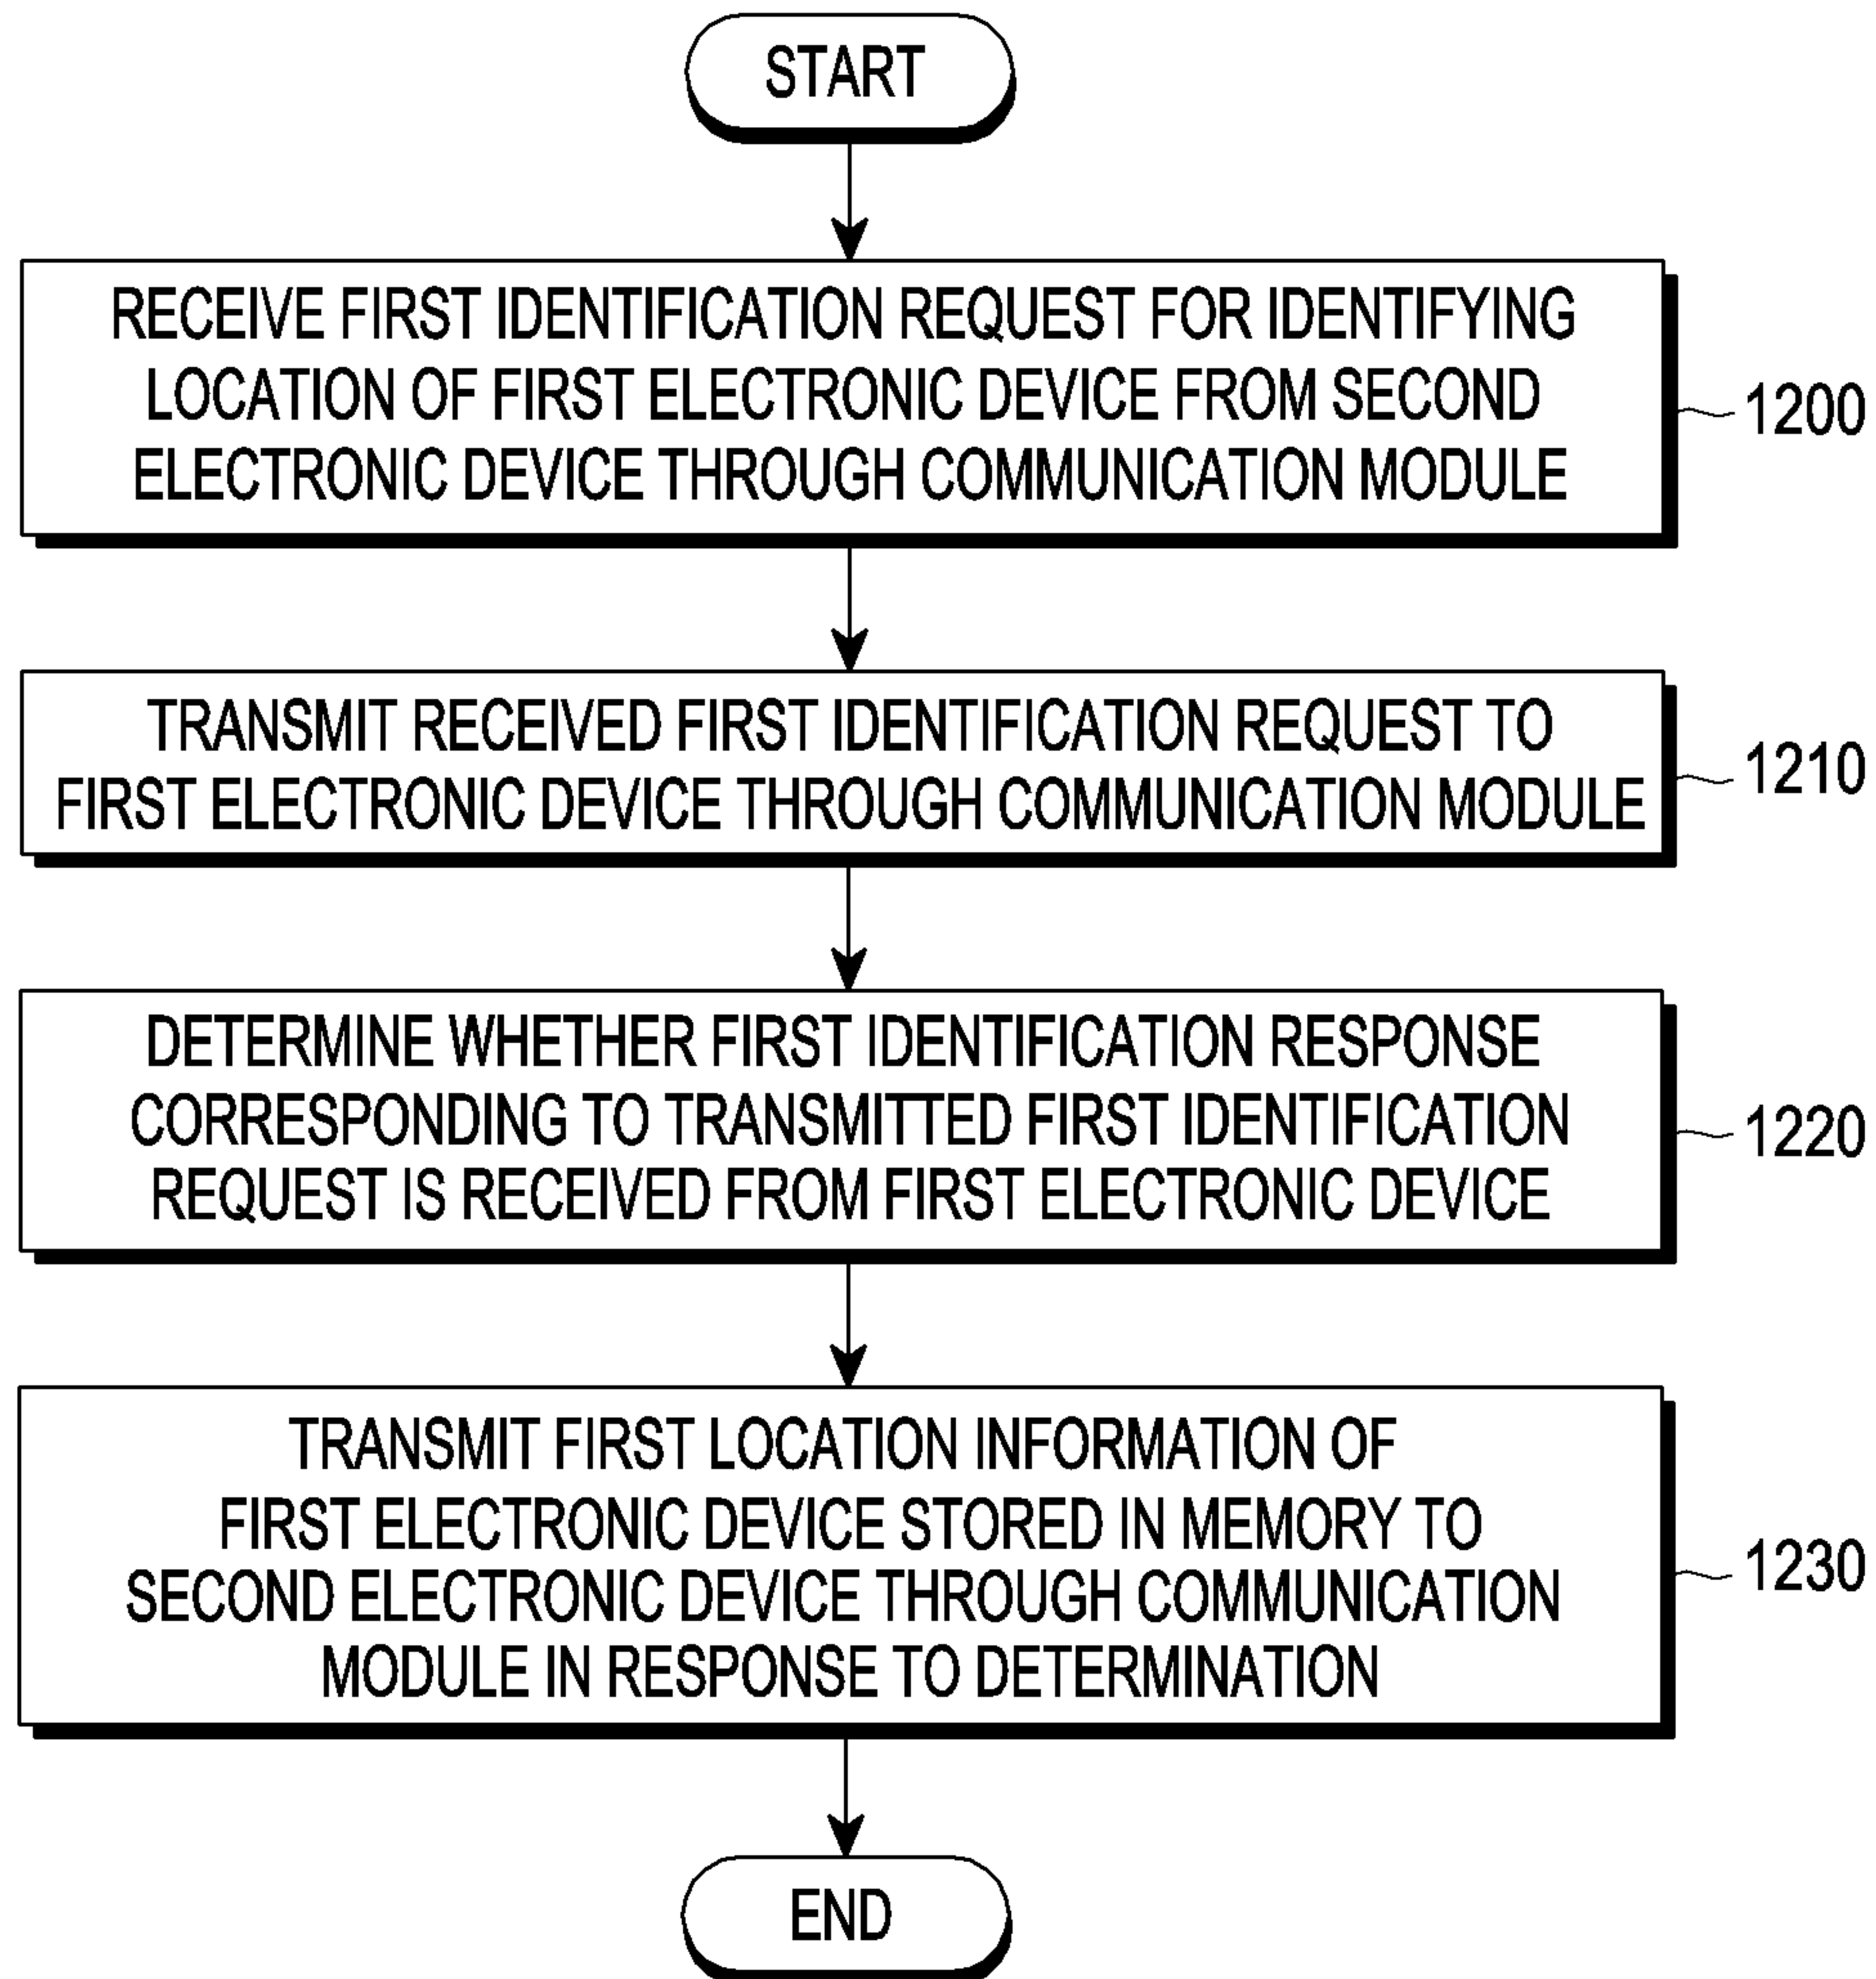 START
RECEIVE FIRST IDENTIFICATION REQUEST FOR IDENTIFYING
LOCATION OF FIRST ELECTRONIC DEVICE FROM SECOND
ELECTRONIC DEVICE THROUGH COMMUNICATION MODULE
1200
TRANSMIT RECEIVED FIRST IDENTIFICATION REQUEST TO
FIRST ELECTRONIC DEVICE THROUGH COMMUNICATION MODULE
1210
DETERMINE WHETHER FIRST IDENTIFICATION RESPONSE
CORRESPONDING TO TRANSMITTED FIRST IDENTIFICATION
REQUEST IS RECEIVED FROM FIRST ELECTRONIC DEVICE
1220
TRANSMIT FIRST LOCATION INFORMATION OF
FIRST ELECTRONIC DEVICE STORED IN MEMORY TO
SECOND ELECTRONIC DEVICE THROUGH COMMUNICATION
MODULE IN RESPONSE TO DETERMINATION
1230
END